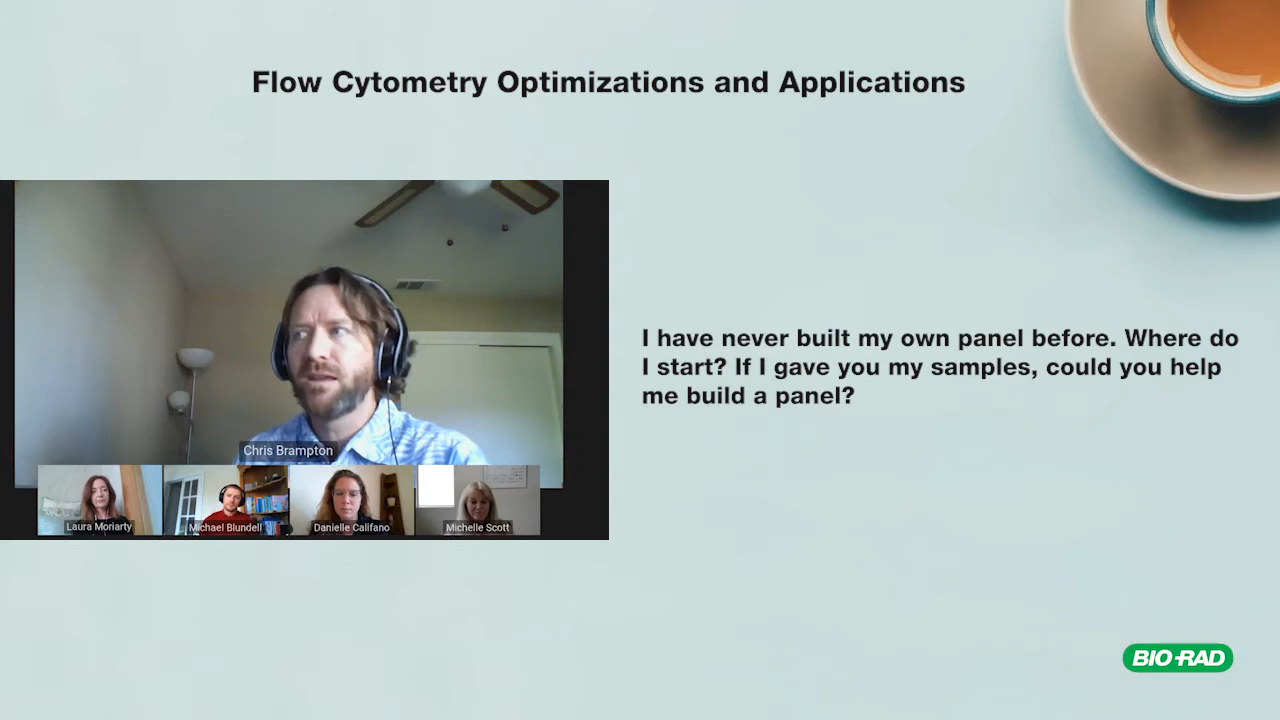 Flow Cytometry Optimizations and Applications
I have never built my own panel before. Where do
I start? If I gave you my samples, could you help
me build a panel?
Chris Brampton
Laura Moriarty
Michael Blundell
Danielle Califano
Michelle Scott
BIO-RAD